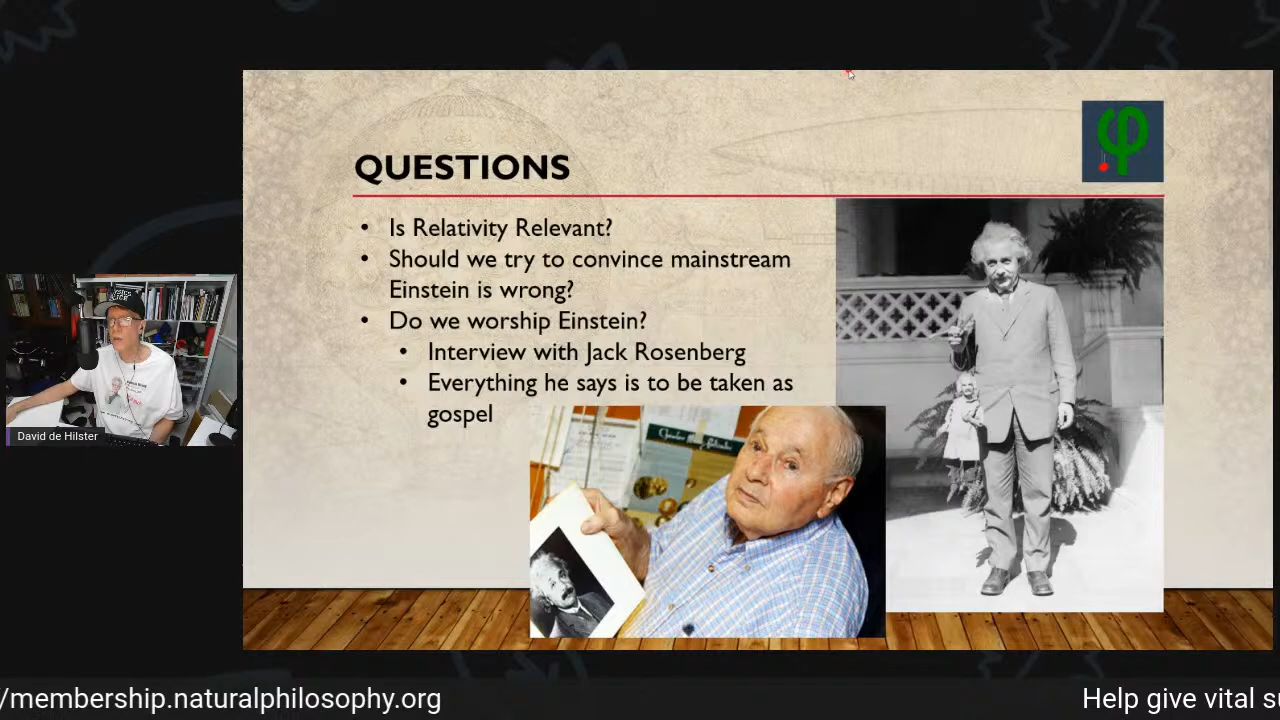 QUESTIONS
• Is Relativity Relevant?
• Should we try to convince mainstream
Einstein is wrong?
• Do we worship Einstein?
• Interview with Jack Rosenberg
• Everything he says is to be taken as
gospel
David de Hilster
/membership.naturalphilosophy.org
Help give vital